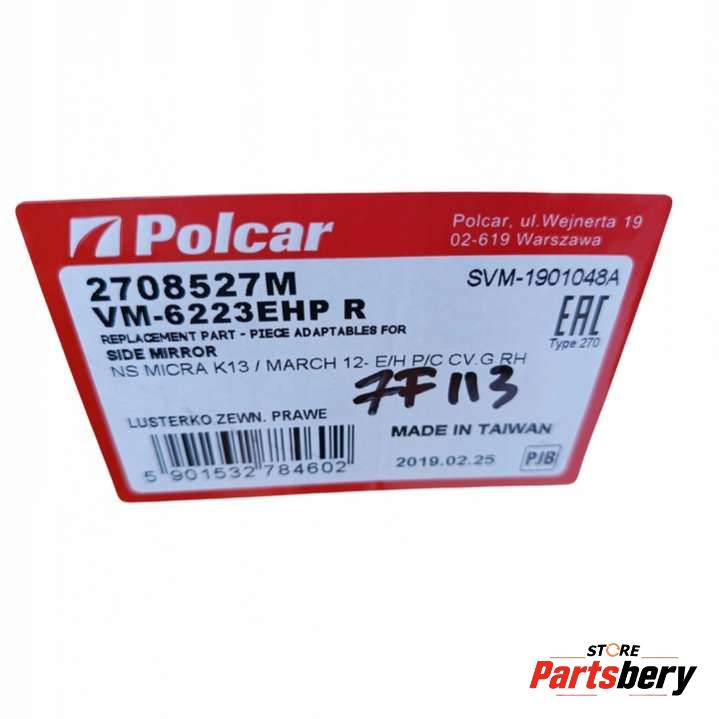 Polcar
Polcar, ul.Wejnerta 19
02-619 Warszawa
2708527M
SVM-1901048A
VM-6223EHP R
REPLACEMENT PART - PIECE ADAPTABLES FOR
EAC
Type 270
SIDE MIRROR
NS MICRA K13 / MARCH 12- E/H P/C CV.G RH
7F 113
LUSTERKO ZEWN. PRAWE
MADE IN TAIWAN
5 901532 784602
2019.02.25
PJB
STORE
Partsbery